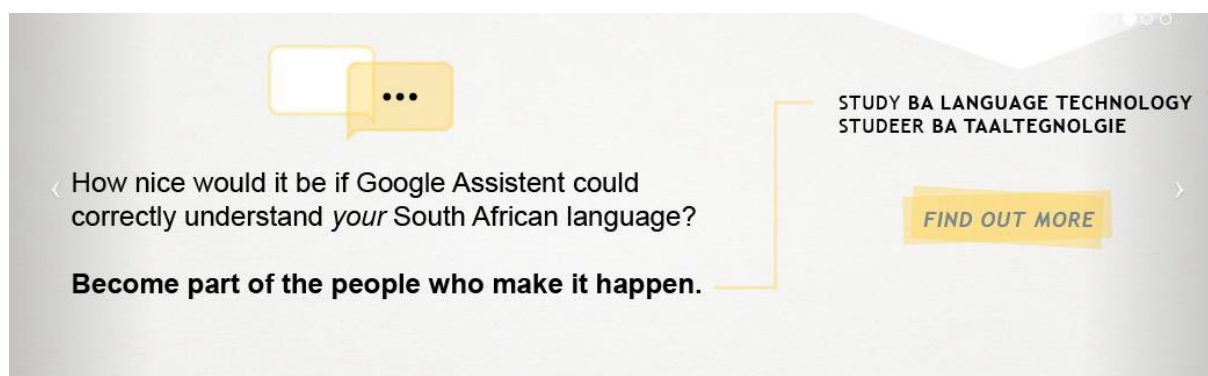 How nice would it be if Google Assistent could
correctly understand your South African language?
Become part of the people who make it happen.
STUDY BA LANGUAGE TECHNOLOGY
STUDEER BA TAALTEGNOLGIE
FIND OUT MORE